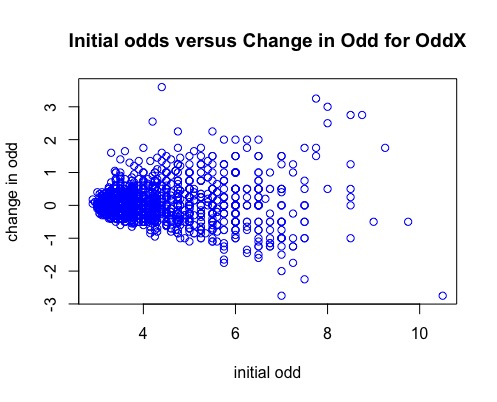 Initial odds versus Change in Odd for OddX
change in odd
3
2
1
0
-1
-2
-3
4 6 8 10
initial odd